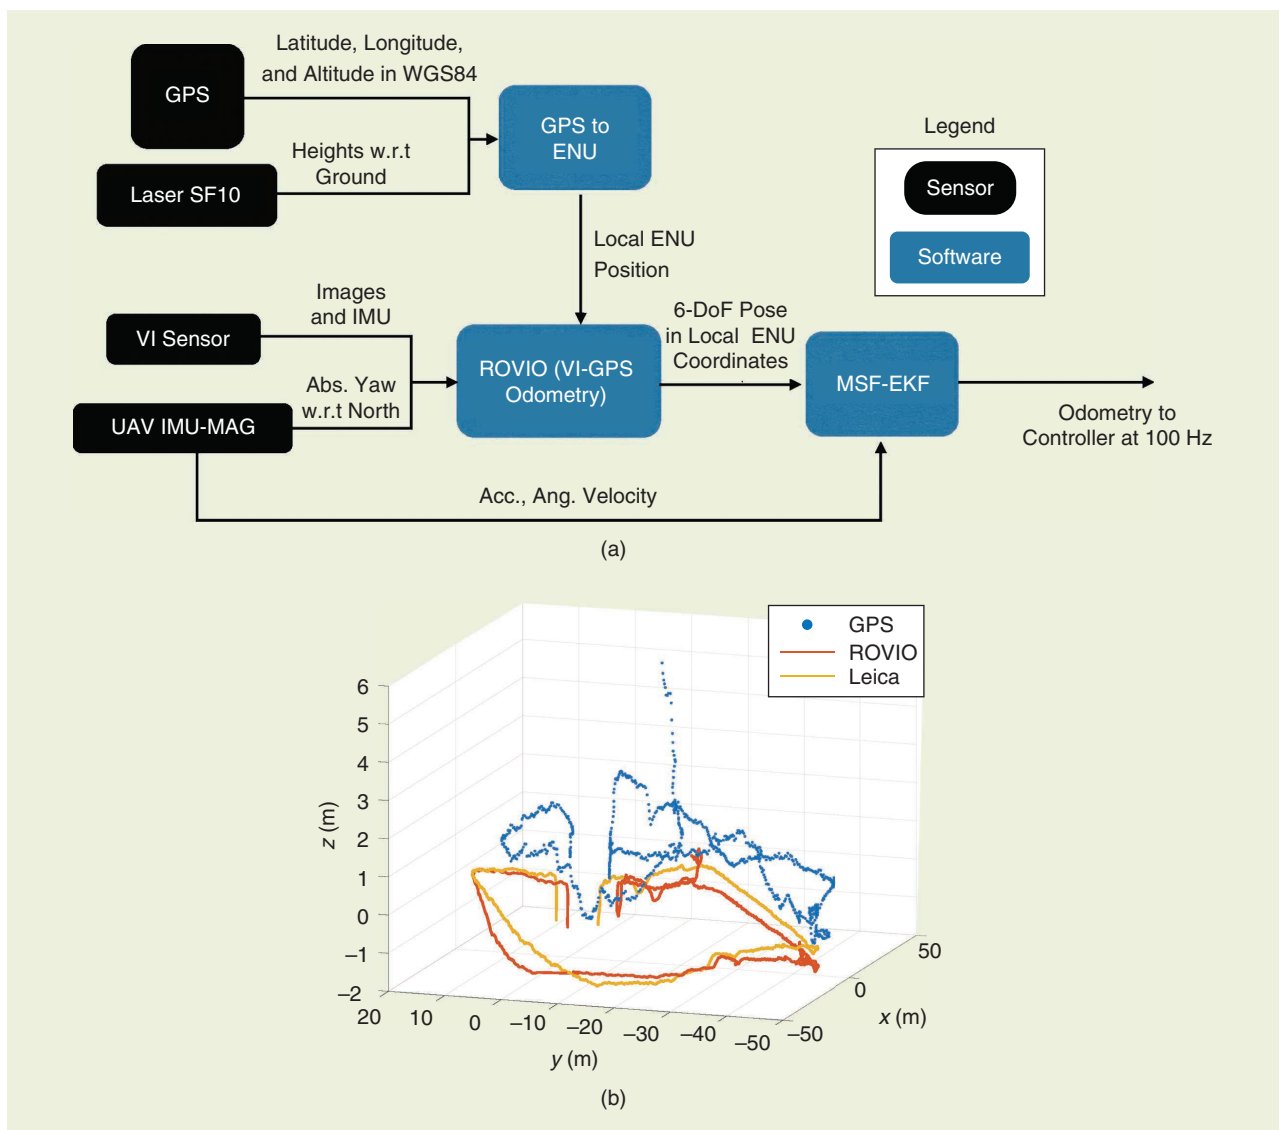 Latitude, Longitude,
and Altitude in WGS84
GPS
GPS to
ENU
Heights w.r.t
Ground
Laser SF10
Legend
Sensor
Software
Local ENU
Position
Images
and IMU
VI Sensor
Abs. Yaw
w.r.t North
UAV IMU-MAG
ROVIO (VI-GPS
Odometry)
6-DoF Pose
in Local ENU
Coordinates
MSF-EKF
Odometry to
Controller at 100 Hz
Acc., Ang. Velocity
(a)
GPS
ROVIO
Leica
6
5
4
3
2
1
0
–1
–2
z (m)
20
10
0
–10
–20
–30
–40
–50
y (m)
–50
0
50
x (m)
(b)